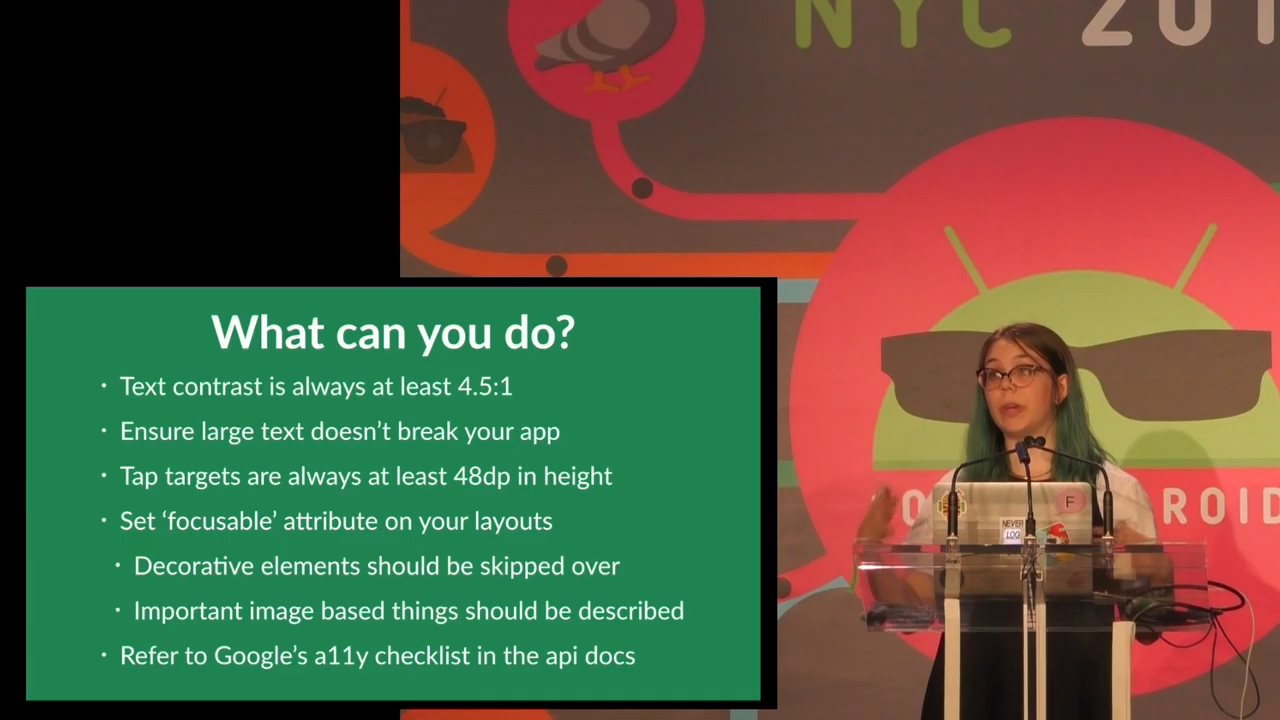 NYC 201
What can you do?
· Text contrast is always at least 4.5:1
· Ensure large text doesn’t break your app
· Tap targets are always at least 48dp in height
· Set ‘focusable’ attribute on your layouts
· Decorative elements should be skipped over
· Important image based things should be described
· Refer to Google’s a11y checklist in the api docs
F
NEVER
LOG
ROID